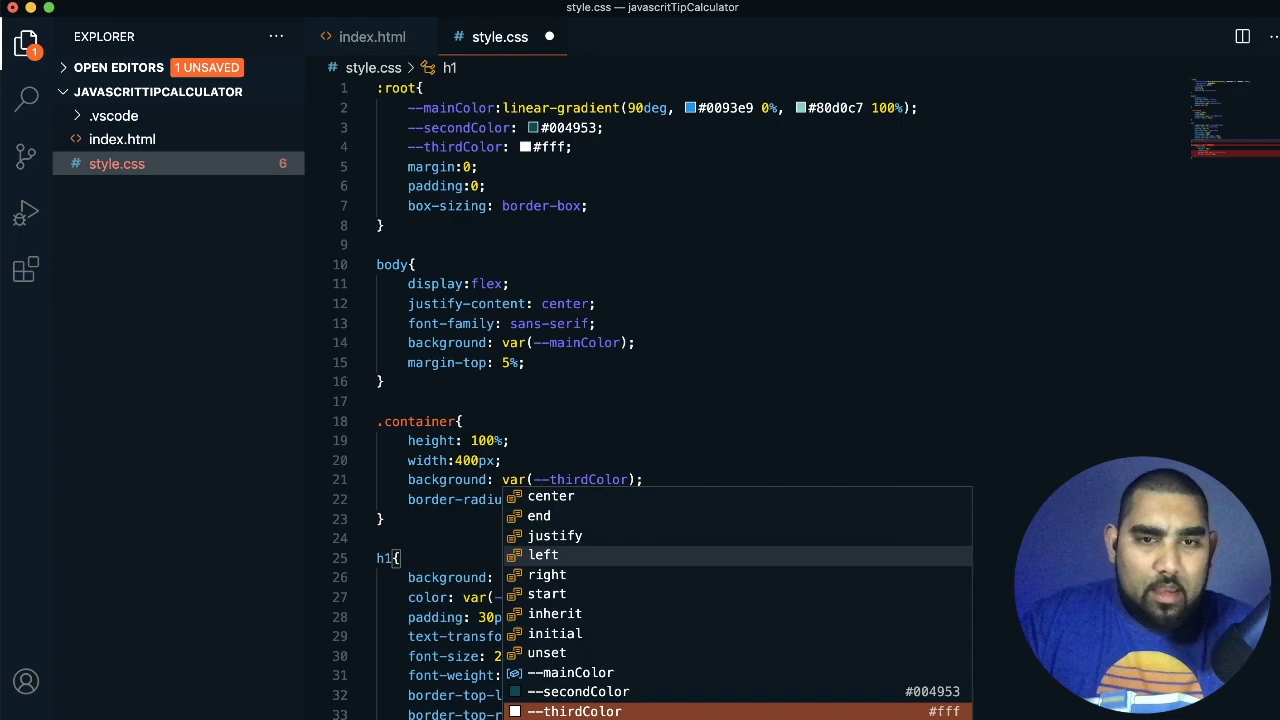 style.css — javascritTipCalculator
EXPLORER
index.html
# style.css
OPEN EDITORS 1 UNSAVED
# style.css > h1
JAVASCRITTIPCALCULATOR
.vscode
index.html
# style.css 6
1
1 :root{
2 --mainColor:linear-gradient(90deg, #0093e9 0%, #80d0c7 100%);
3 --secondColor: #004953;
4 --thirdColor: #fff;
5 margin:0;
6 padding:0;
7 box-sizing: border-box;
8 }
9
10 body{
11 display:flex;
12 justify-content: center;
13 font-family: sans-serif;
14 background: var(--mainColor);
15 margin-top: 5%;
16 }
17
18 .container{
19 height: 100%;
20 width:400px;
21 background: var(--thirdColor);
22 border-radiu
23 }
24
25 h1{
26 background:
27 color: var(-
28 padding: 30p
29 text-transfo
30 font-size: 2
31 font-weight:
32 border-top-l
33 border-top-r
center
end
justify
left
right
start
inherit
initial
unset
--mainColor
--secondColor #004953
--thirdColor #fff